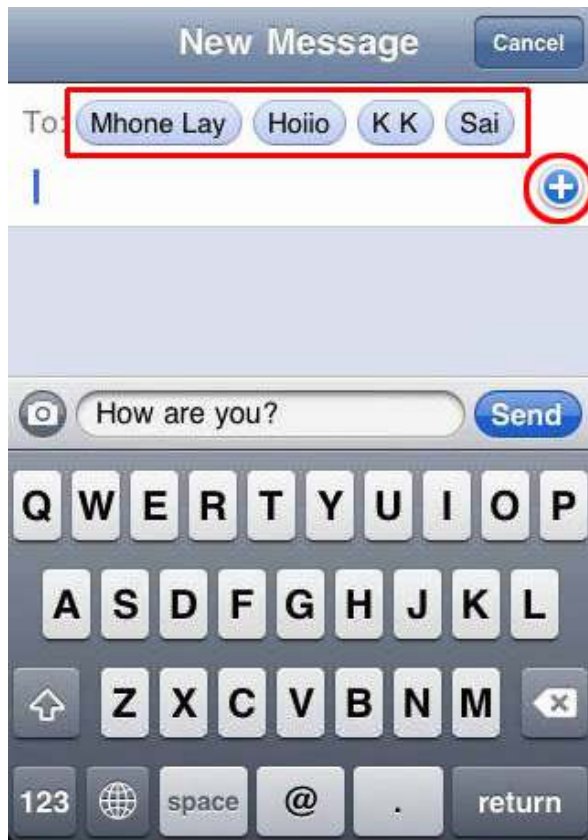 New Message Cancel
To: Mhone Lay Hoiio K K Sai
How are you? Send
Q W E R T Y U I O P
A S D F G H J K L
Z X C V B N M
123 space @ . return